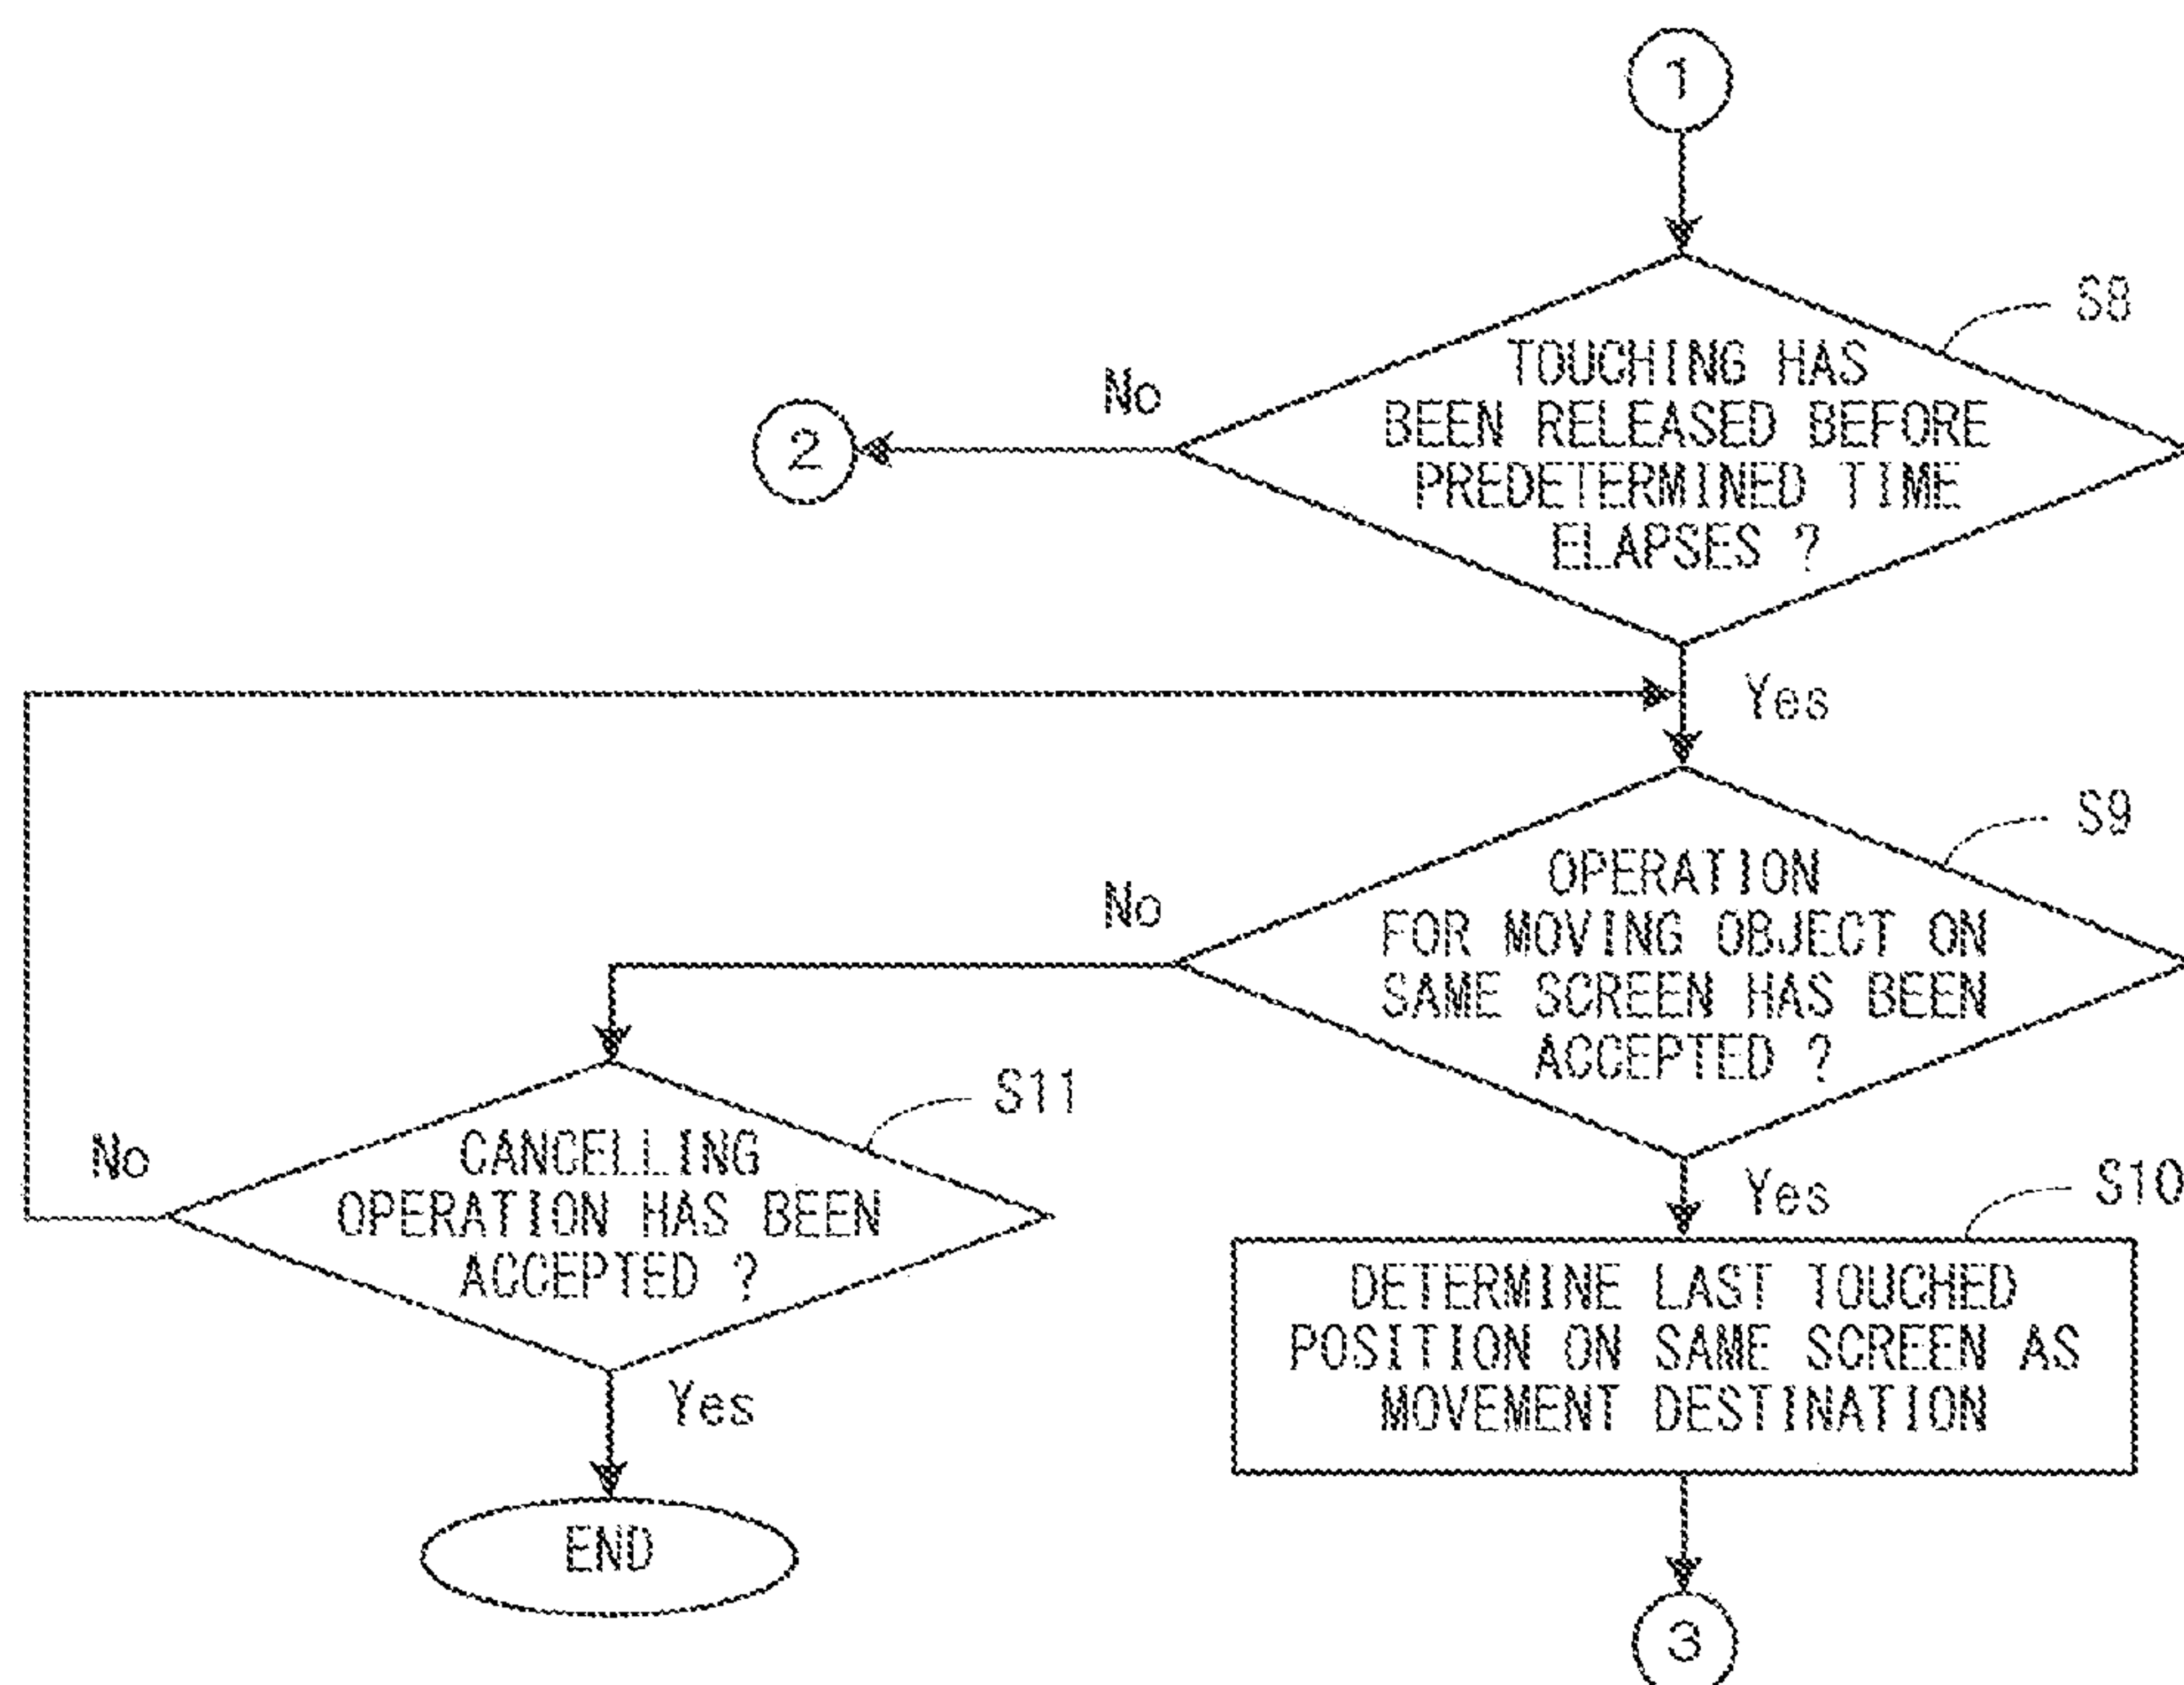 1
S8
TOUCHING HAS
BEEN RELEASED BEFORE
PREDETERMINED TIME
ELAPSES ?
No
2
Yes
S9
OPERATION
FOR MOVING OBJECT ON
SAME SCREEN HAS BEEN
ACCEPTED ?
No
S11
CANCELLING
OPERATION HAS BEEN
ACCEPTED ?
No
Yes
END
Yes
S10
DETERMINE LAST TOUCHED
POSITION ON SAME SCREEN AS
MOVEMENT DESTINATION
3